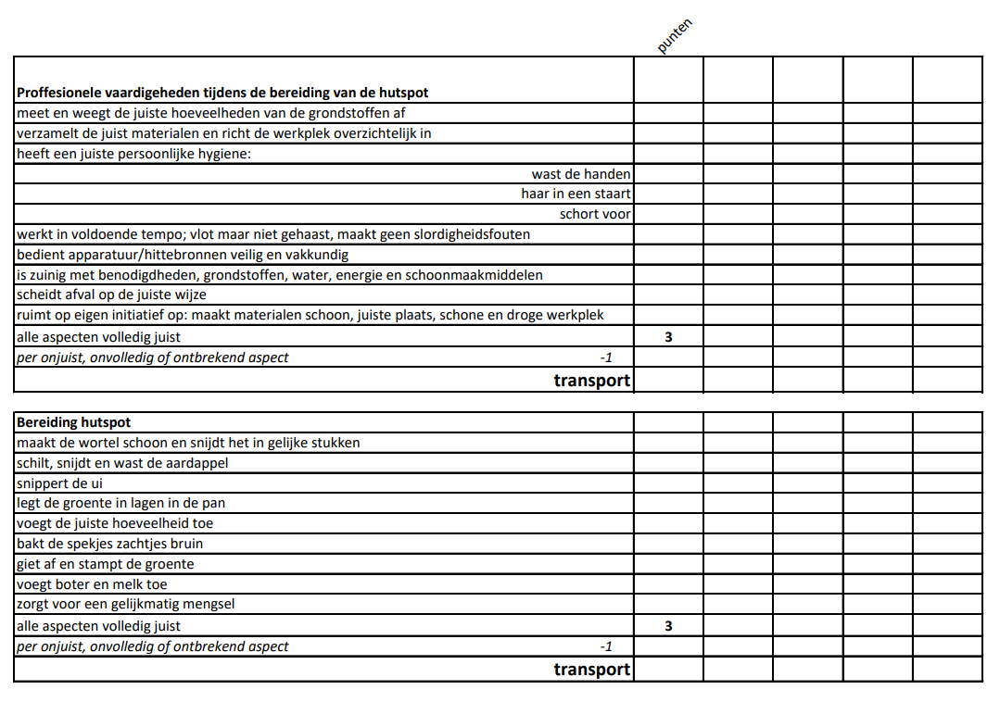 punten
Proffesionele vaardigeheden tijdens de bereiding van de hutspot
meet en weegt de juiste hoeveelheden van de grondstoffen af
verzamelt de juist materialen en richt de werkplek overzichtelijk in
heeft een juiste persoonlijke hygiene:
wast de handen
haar in een staart
schort voor
werkt in voldoende tempo; vlot maar niet gehaast, maakt geen slordigheidsfouten
bedient apparatuur/hittebronnen veilig en vakkundig
is zuinig met benodigdheden, grondstoffen, water, energie en schoonmaakmiddelen
scheidt afval op de juiste wijze
ruimt op eigen initiatief op: maakt materialen schoon, juiste plaats, schone en droge werkplek
alle aspecten volledig juist 3
per onjuist, onvolledig of ontbrekend aspect -1
transport
Bereiding hutspot
maakt de wortel schoon en snijdt het in gelijke stukken
schilt, snijdt en wast de aardappel
snippert de ui
legt de groente in lagen in de pan
voegt de juiste hoeveelheid toe
bakt de spekjes zachtjes bruin
giet af en stampt de groente
voegt boter en melk toe
zorgt voor een gelijkmatig mengsel
alle aspecten volledig juist 3
per onjuist, onvolledig of ontbrekend aspect -1
transport